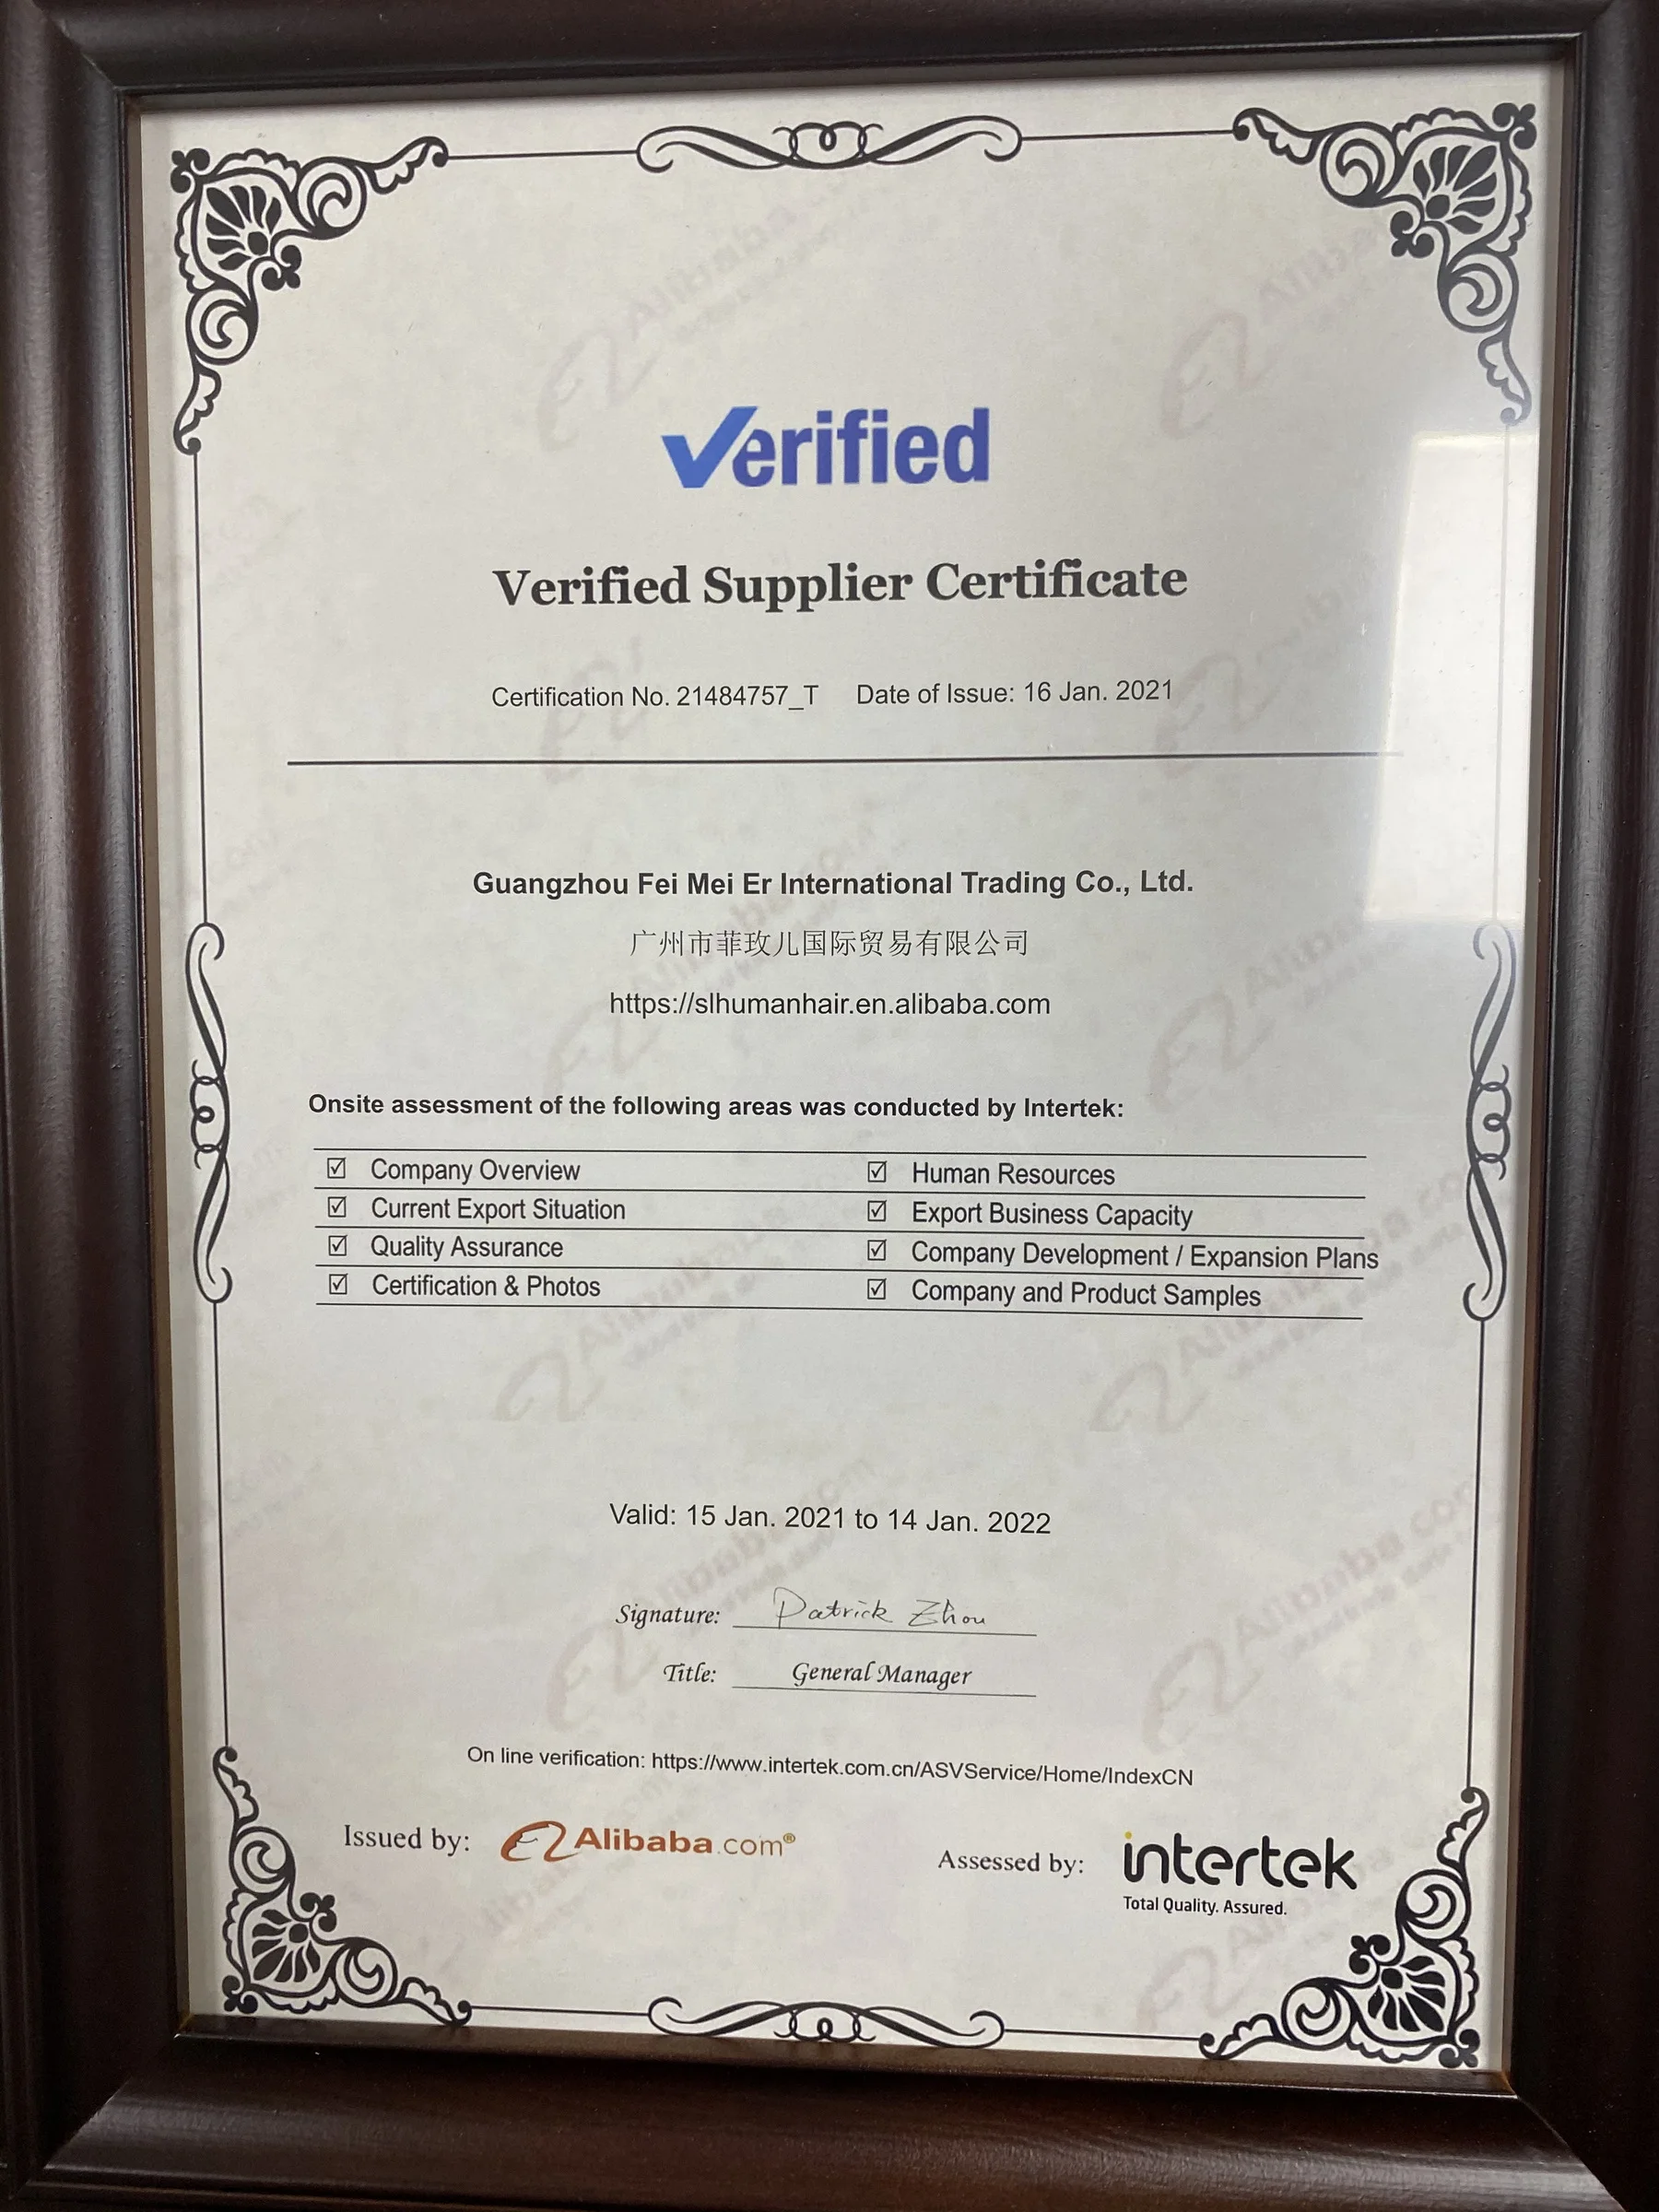 Verified
Verified Supplier Certificate
Certification No. 21484757_T Date of Issue: 16 Jan. 2021
Guangzhou Fei Mei Er International Trading Co., Ltd.
广州市菲玫儿国际贸易有限公司
https://slhumanhair.en.alibaba.com
Onsite assessment of the following areas was conducted by Intertek:
☑ Company Overview ☑ Human Resources
☑ Current Export Situation ☑ Export Business Capacity
☑ Quality Assurance ☑ Company Development / Expansion Plans
☑ Certification & Photos ☑ Company and Product Samples
Valid: 15 Jan. 2021 to 14 Jan. 2022
Signature: Patrick Zhou
Title: General Manager
On line verification: https://www.intertek.com.cn/ASVService/Home/IndexCN
Issued by: Alibaba.com®
Assessed by: intertek
Total Quality. Assured.